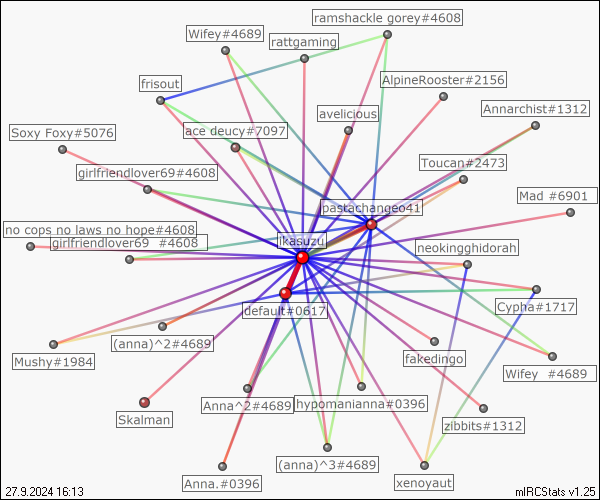 ramshackle gorey#4608
Wifey#4689
rattgaming
frisout
AlpineRooster#2156
avelicious
Annarchist#1312
Soxy Foxy#5076
ace deucy#7097
Toucan#2473
girlfriendlover69#4608
Mad #6901
pastachangeo41
no cops no laws no hope#4608
girlfriendlover69 #4608
ikasuzu
neokingghidorah
default#0617
Cypha#1717
(anna)^2#4689
Mushy#1984
fakedingo
Wifey #4689
Anna^2#4689
hypomanianna#0396
Skalman
zibbits#1312
(anna)^3#4689
Anna.#0396
xenoyaut
27.9.2024 16:13
mIRCStats v1.25